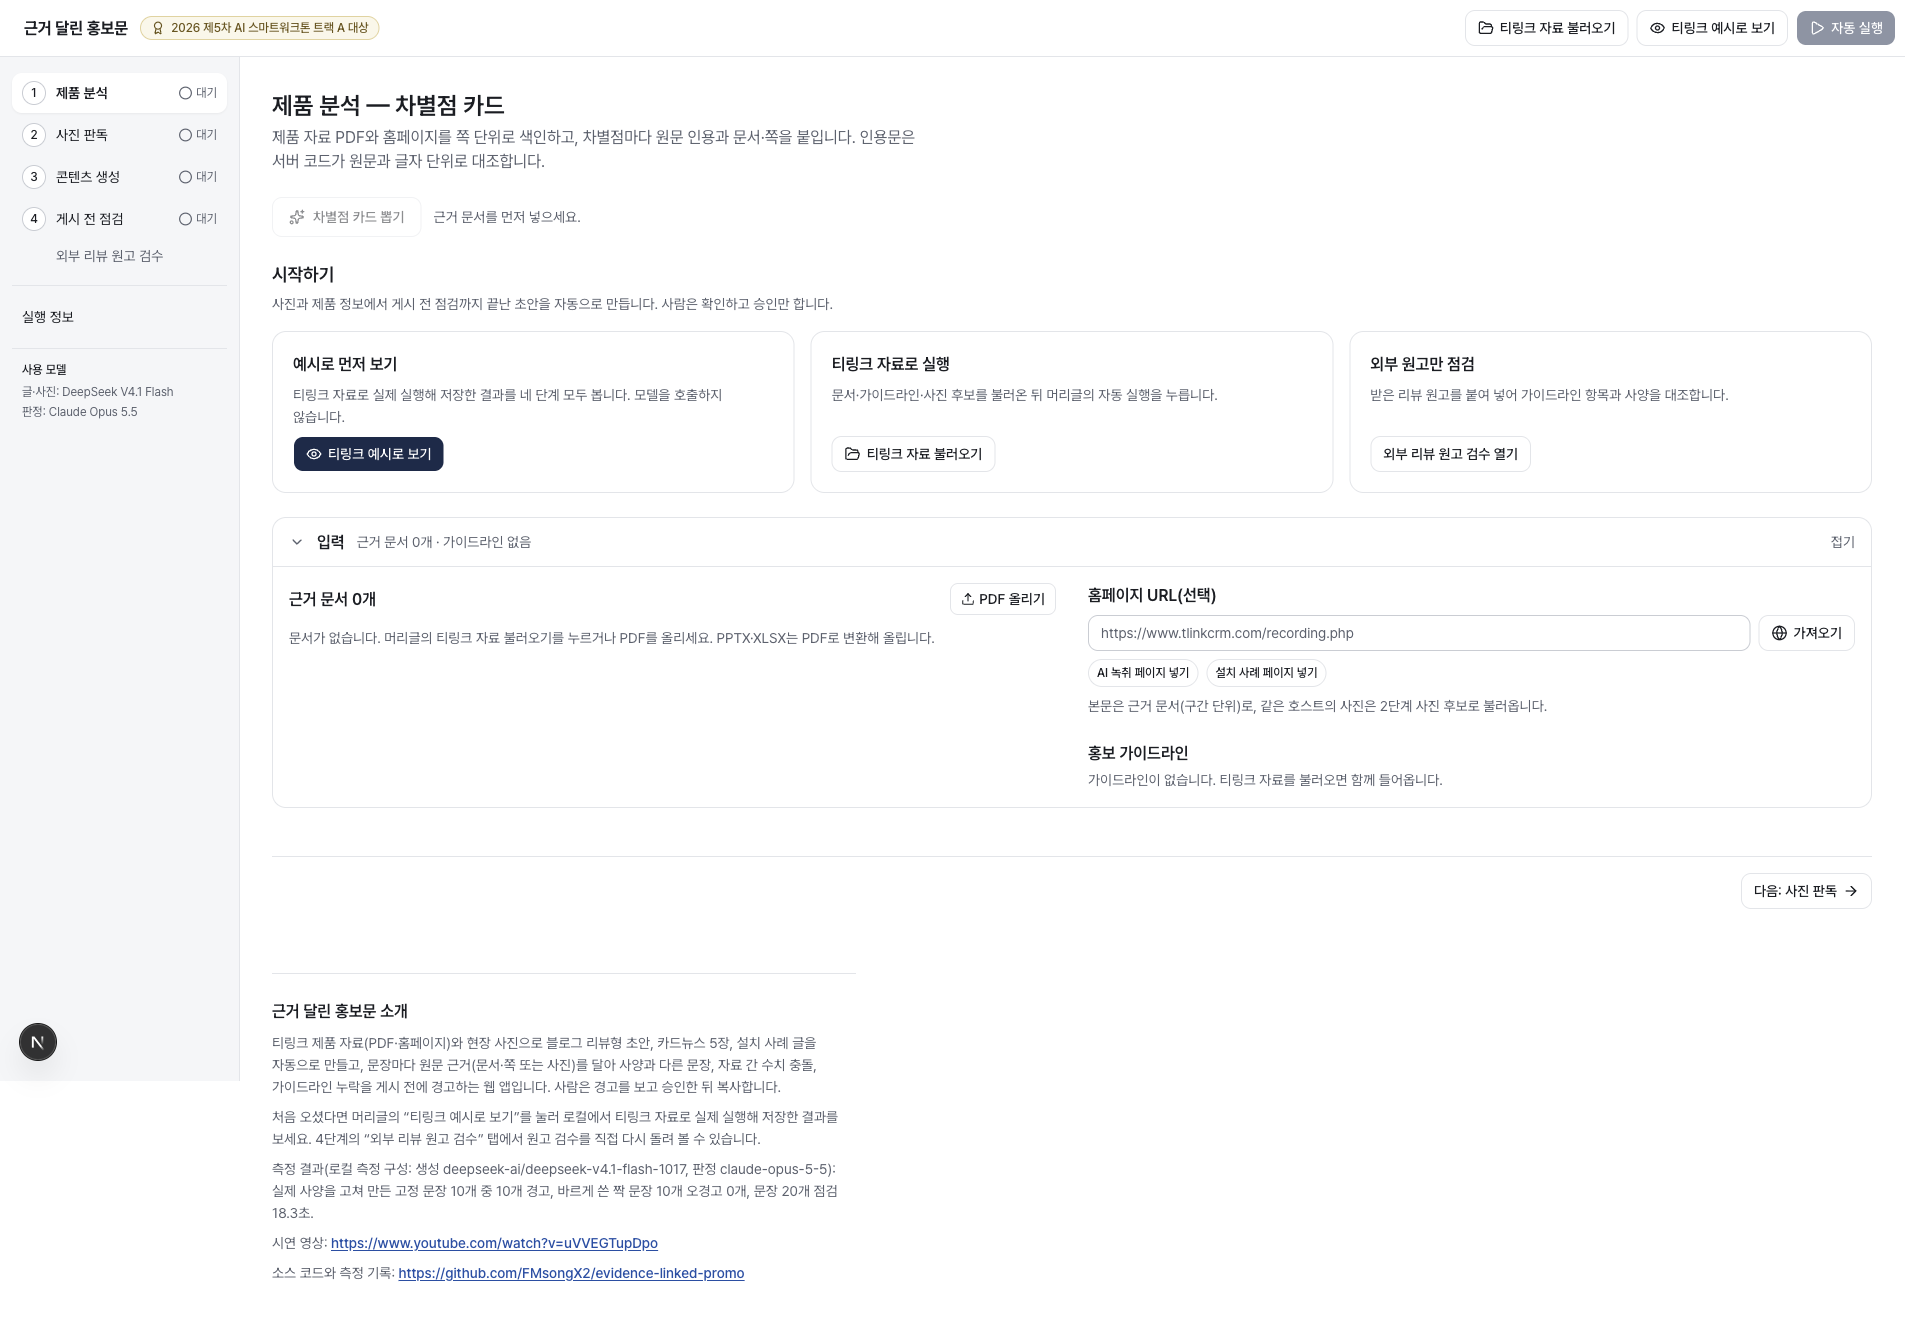 근거 달린 홍보문
2026 제5차 AI 스마트워크톤 트랙 A 대상
티링크 자료 불러오기
티링크 예시로 보기
자동 실행
1 제품 분석 대기
2 사진 판독 대기
3 콘텐츠 생성 대기
4 게시 전 점검 대기
외부 리뷰 원고 검수
실행 정보
사용 모델
글·사진: DeepSeek V4.1 Flash
판정: Claude Opus 5.5
제품 분석 — 차별점 카드
제품 자료 PDF와 홈페이지를 쪽 단위로 색인하고, 차별점마다 원문 인용과 문서·쪽을 붙입니다. 인용문은
서버 코드가 원문과 글자 단위로 대조합니다.
차별점 카드 뽑기 근거 문서를 먼저 넣으세요.
시작하기
사진과 제품 정보에서 게시 전 점검까지 끝난 초안을 자동으로 만듭니다. 사람은 확인하고 승인만 합니다.
예시로 먼저 보기
티링크 자료로 실제 실행해 저장한 결과를 네 단계 모두 봅니다. 모델을 호출하지
않습니다.
티링크 예시로 보기
티링크 자료로 실행
문서·가이드라인·사진 후보를 불러온 뒤 머리글의 자동 실행을 누릅니다.
티링크 자료 불러오기
외부 원고만 점검
받은 리뷰 원고를 붙여 넣어 가이드라인 항목과 사양을 대조합니다.
외부 리뷰 원고 검수 열기
입력 근거 문서 0개 · 가이드라인 없음 접기
근거 문서 0개
PDF 올리기
문서가 없습니다. 머리글의 티링크 자료 불러오기를 누르거나 PDF를 올리세요. PPTX·XLSX는 PDF로 변환해 올립니다.
홈페이지 URL(선택)
https://www.tlinkcrm.com/recording.php 가져오기
AI 녹취 페이지 넣기 설치 사례 페이지 넣기
본문은 근거 문서(구간 단위)로, 같은 호스트의 사진은 2단계 사진 후보로 불러옵니다.
홍보 가이드라인
가이드라인이 없습니다. 티링크 자료를 불러오면 함께 들어옵니다.
다음: 사진 판독
근거 달린 홍보문 소개
티링크 제품 자료(PDF·홈페이지)와 현장 사진으로 블로그 리뷰형 초안, 카드뉴스 5장, 설치 사례 글을
자동으로 만들고, 문장마다 원문 근거(문서·쪽 또는 사진)를 달아 사양과 다른 문장, 자료 간 수치 충돌,
가이드라인 누락을 게시 전에 경고하는 웹 앱입니다. 사람은 경고를 보고 승인한 뒤 복사합니다.
처음 오셨다면 머리글의 “티링크 예시로 보기”를 눌러 로컬에서 티링크 자료로 실제 실행해 저장한 결과를
보세요. 4단계의 “외부 리뷰 원고 검수” 탭에서 원고 검수를 직접 다시 돌려 볼 수 있습니다.
측정 결과(로컬 측정 구성: 생성 deepseek-ai/deepseek-v4.1-flash-1017, 판정 claude-opus-5-5):
실제 사양을 고쳐 만든 고정 문장 10개 중 10개 경고, 바르게 쓴 짝 문장 10개 오경고 0개, 문장 20개 점검
18.3초.
시연 영상: https://www.youtube.com/watch?v=uVVEGTupDpo
소스 코드와 측정 기록: https://github.com/FMsongX2/evidence-linked-promo
N